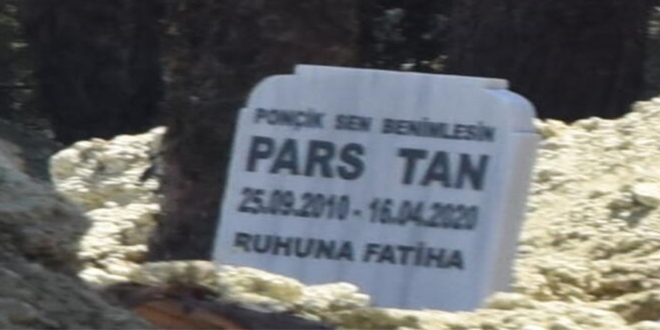 PONÇİK SEN BENİMLESİN
PARS TAN
25.09.2010 - 16.04.2020
RUHUNA FATİHA